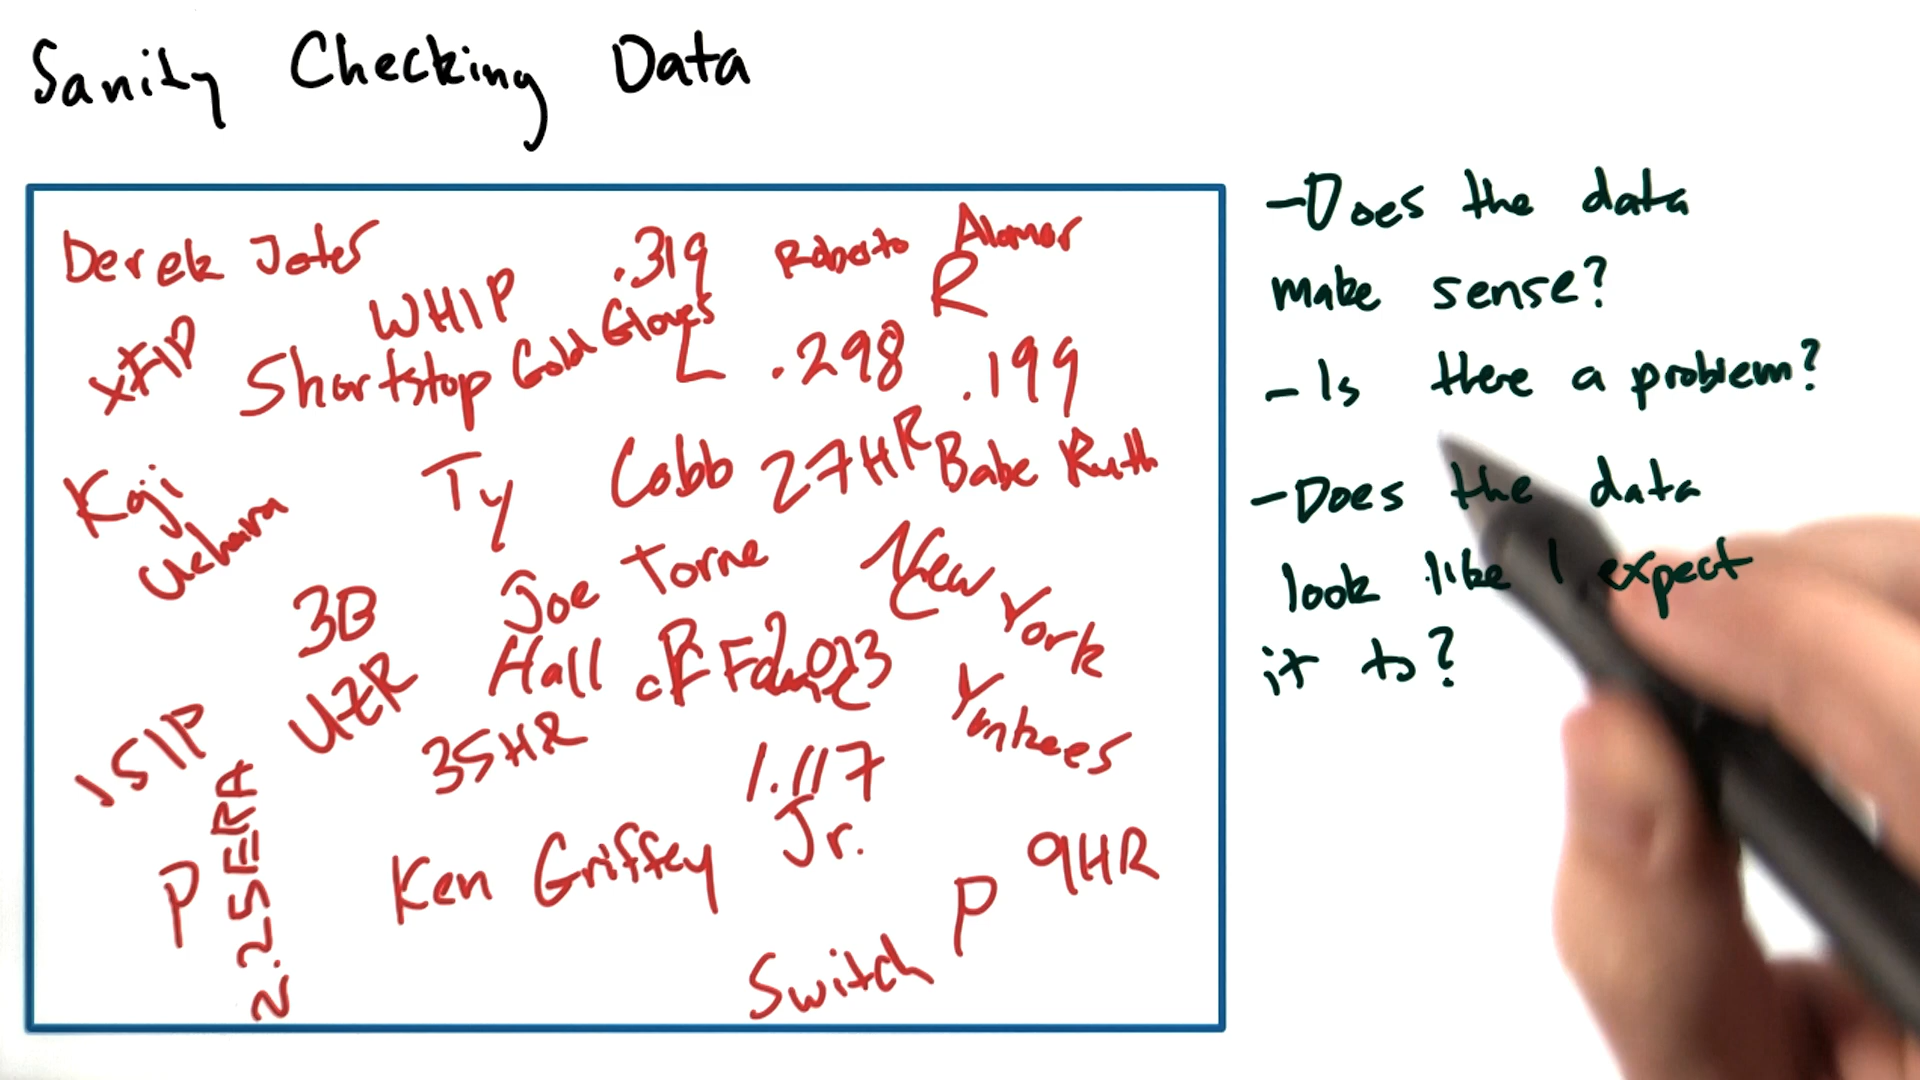 Sanity Checking Data
Derek Jeter
.319
Roberto Alomar
WHIP
R
xFIP
Shortstop
Gold Gloves
L
.298
.199
Koji
Uehara
Ty Cobb
27HR
Babe Ruth
3B
Joe Torre
New York
Yankees
UZR
Hall of Fame
2013
151P
35HR
1.117
2.25ERA
P
Ken Griffey Jr.
9HR
P
Switch
-Does the data
make sense?
-Is there a problem?
-Does the data
look like I expect
it to?